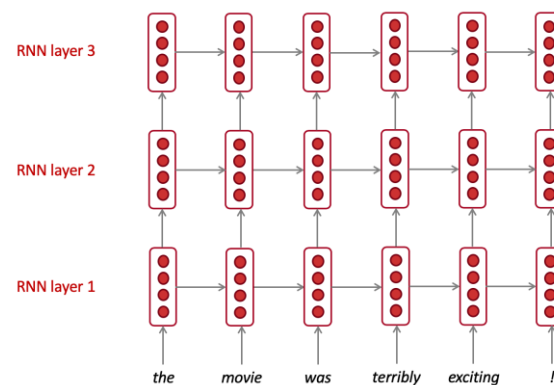 RNN layer 3
RNN layer 2
RNN layer 1
the movie was terribly exciting !